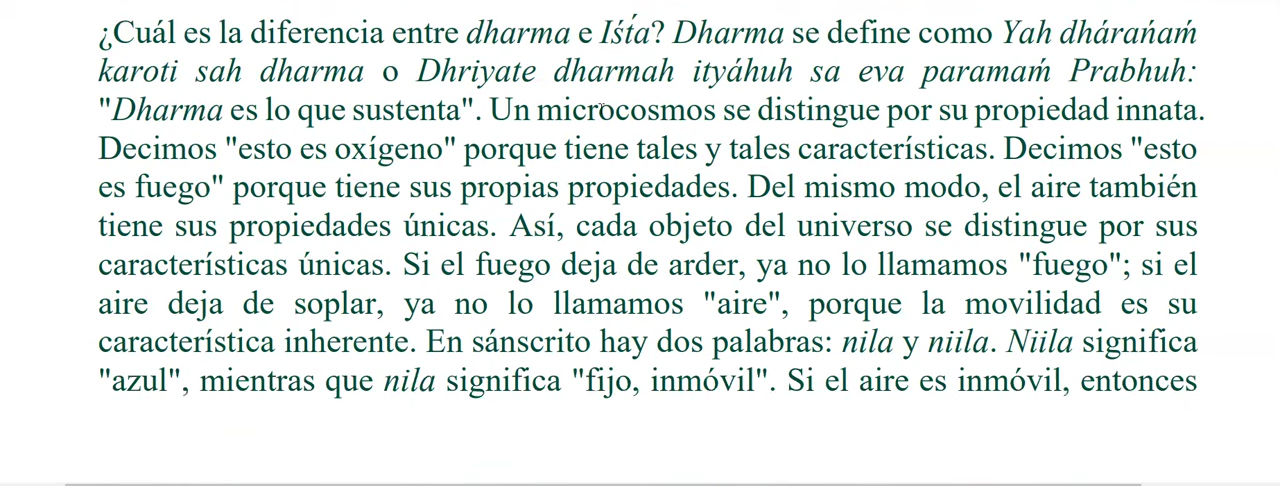 ¿Cuál es la diferencia entre dharma e Iśt́a? Dharma se define como Yah dhárańaḿ
karoti sah dharma o Dhriyate dharmah ityáhuh sa eva paramaḿ Prabhuh:
"Dharma es lo que sustenta". Un microcosmos se distingue por su propiedad innata.
Decimos "esto es oxígeno" porque tiene tales y tales características. Decimos "esto
es fuego" porque tiene sus propias propiedades. Del mismo modo, el aire también
tiene sus propiedades únicas. Así, cada objeto del universo se distingue por sus
características únicas. Si el fuego deja de arder, ya no lo llamamos "fuego"; si el
aire deja de soplar, ya no lo llamamos "aire", porque la movilidad es su
característica inherente. En sánscrito hay dos palabras: nila y niila. Niila significa
"azul", mientras que nila significa "fijo, inmóvil". Si el aire es inmóvil, entonces